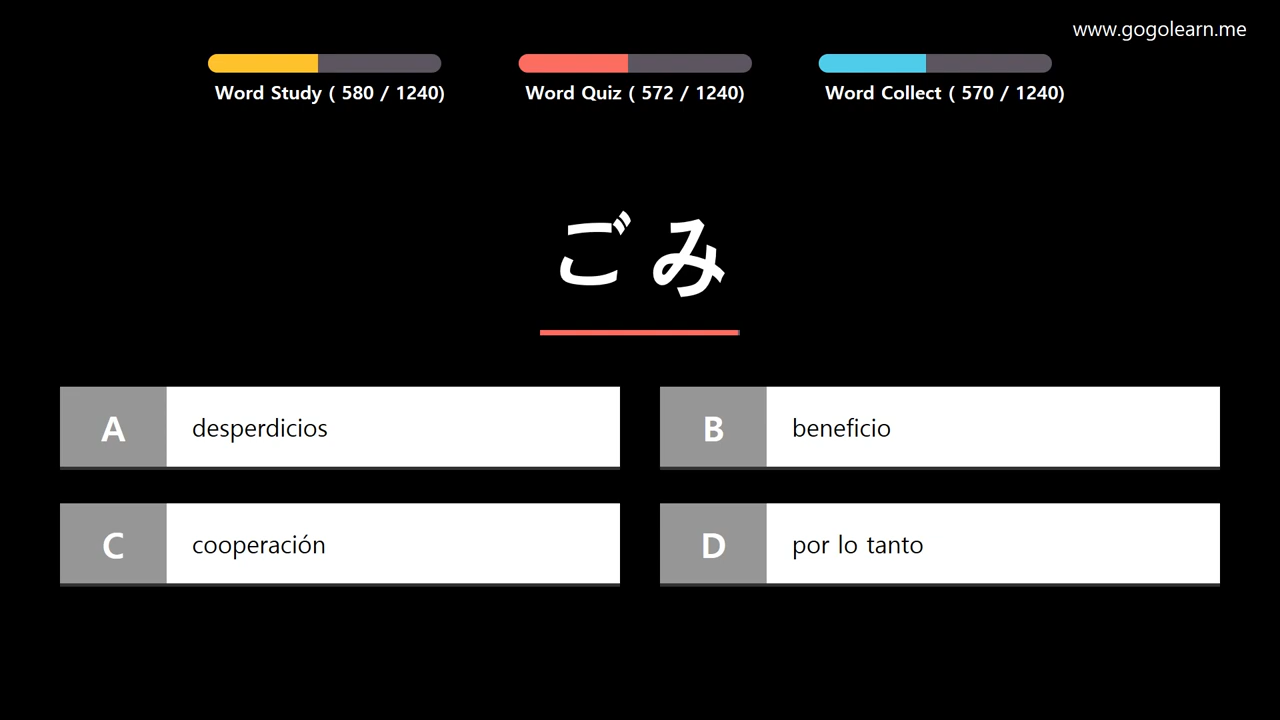 www.gogolearn.me
Word Study ( 580 / 1240)
Word Quiz ( 572 / 1240)
Word Collect ( 570 / 1240)
ごみ
A desperdicios
B beneficio
C cooperación
D por lo tanto